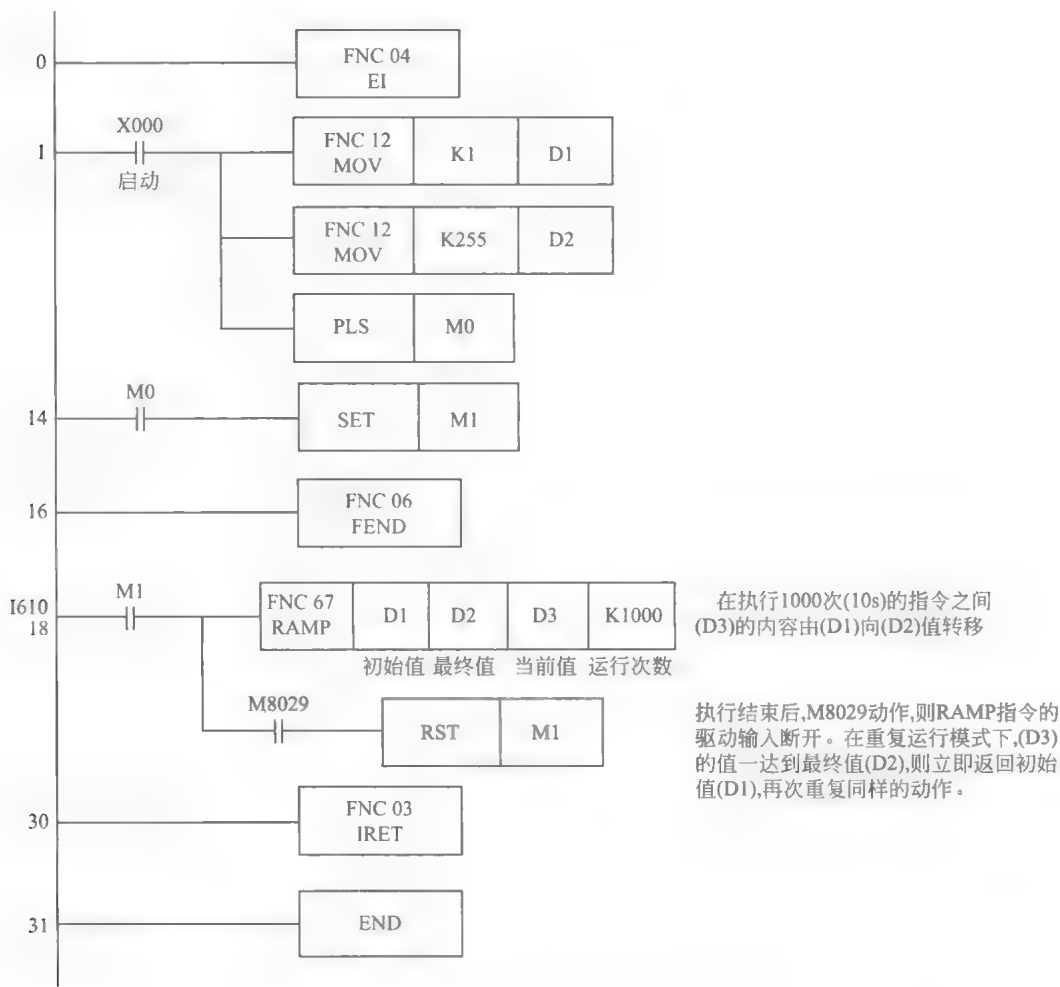 0
FNC 04
EI
X000
1
启动
FNC 12
MOV
K1
D1
FNC 12
MOV
K255
D2
PLS
M0
M0
14
SET
M1
16
FNC 06
FEND
I610
18
M1
FNC 67
RAMP
D1
D2
D3
K1000
初始值 最终值 当前值 运行次数
在执行1000次(10s)的指令之间
(D3)的内容由(D1)向(D2)值转移
M8029
RST
M1
执行结束后,M8029动作,则RAMP指令的
驱动输入断开。在重复运行模式下,(D3)
的值一达到最终值(D2),则立即返回初始
值(D1),再次重复同样的动作。
30
FNC 03
IRET
31
END